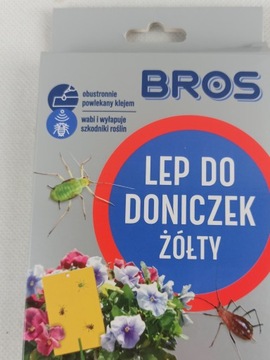 BROS
obustronnie
powlekany klejem
wabi i wyłapuje
szkodniki roślin
LEP DO
DONICZEK
ŻÓŁTY